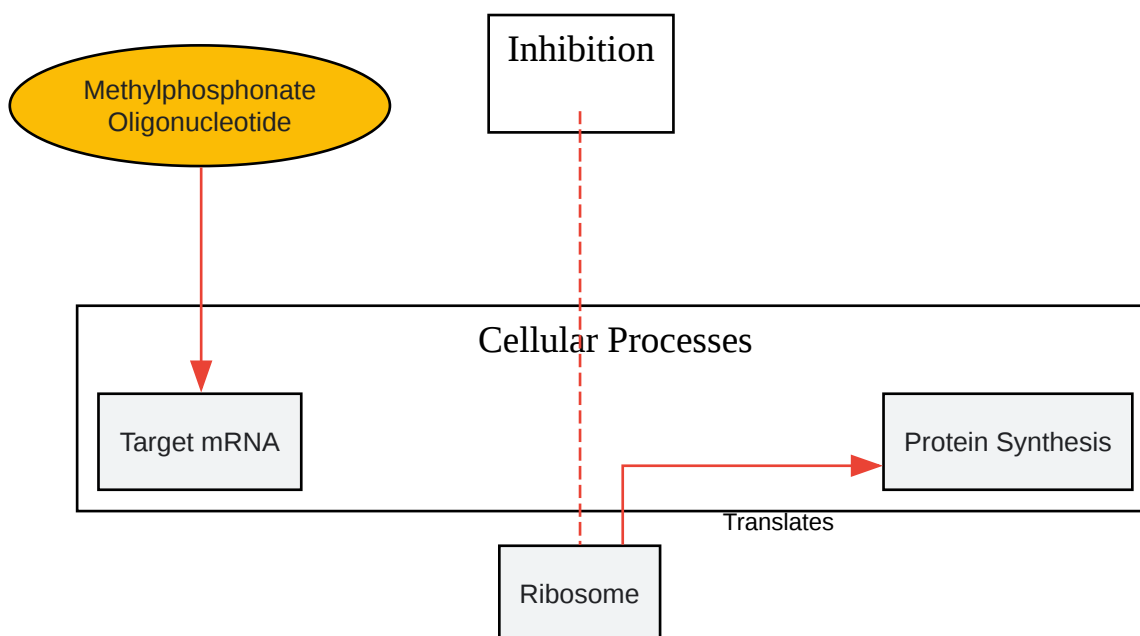 Inhibition
Methylphosphonate
Oligonucleotide
Cellular Processes
Target mRNA
Protein Synthesis
Translates
Ribosome